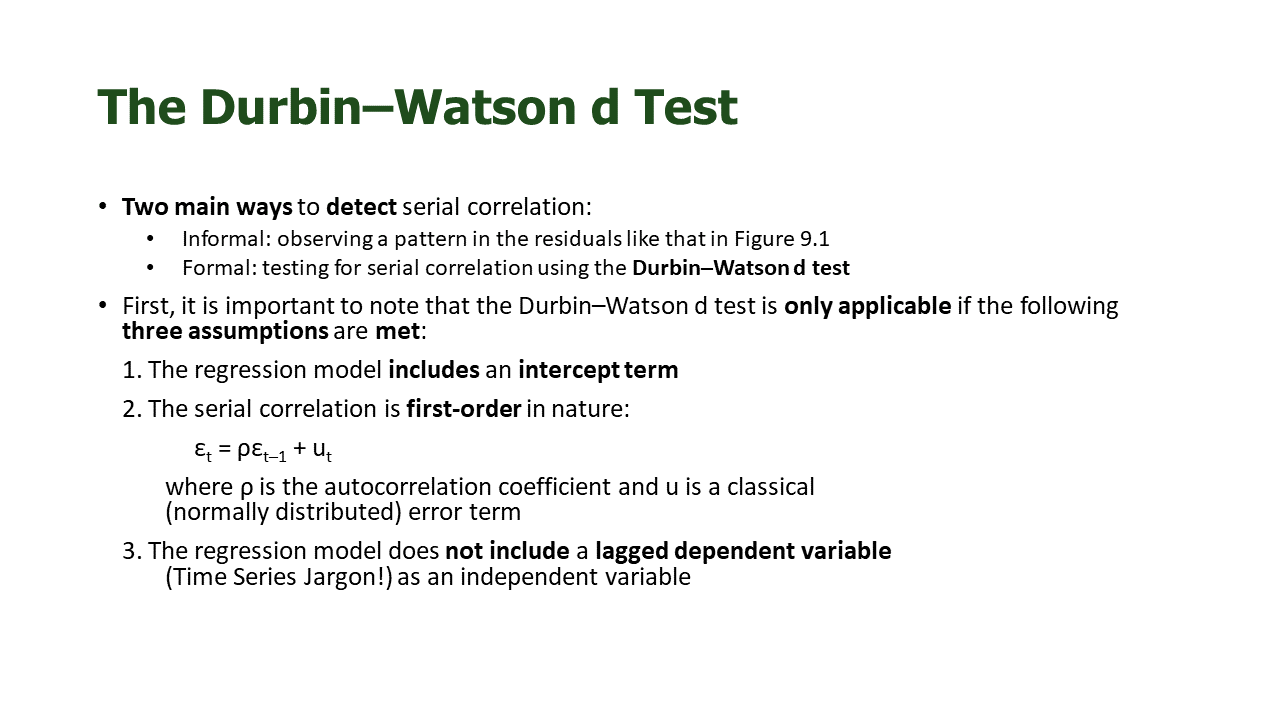 The Durbin–Watson d Test
• Two main ways to detect serial correlation:
• Informal: observing a pattern in the residuals like that in Figure 9.1
• Formal: testing for serial correlation using the Durbin–Watson d test
• First, it is important to note that the Durbin–Watson d test is only applicable if the following
three assumptions are met:
1. The regression model includes an intercept term
2. The serial correlation is first-order in nature:
εₜ = ρεₜ₋₁ + uₜ
where ρ is the autocorrelation coefficient and u is a classical
(normally distributed) error term
3. The regression model does not include a lagged dependent variable
(Time Series Jargon!) as an independent variable